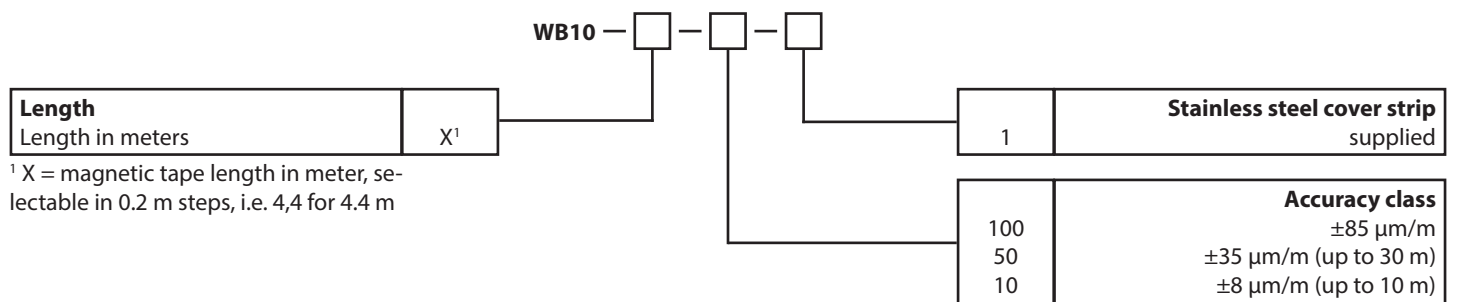 WB10 – □ – □ – □
Length
Length in meters X¹
¹ X = magnetic tape length in meter, se-
lectable in 0.2 m steps, i.e. 4,4 for 4.4 m
Stainless steel cover strip
1 supplied
Accuracy class
100 ±85 µm/m
50 ±35 µm/m (up to 30 m)
10 ±8 µm/m (up to 10 m)